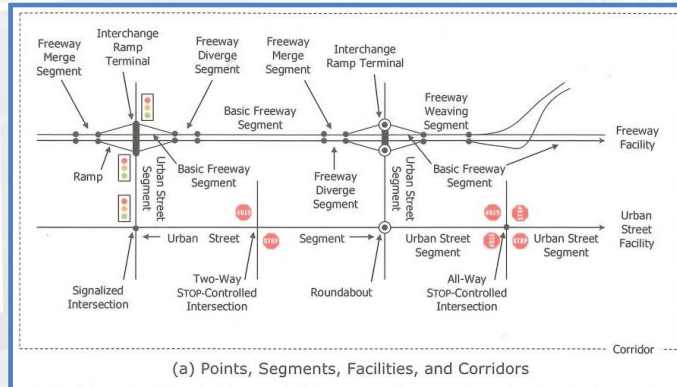 Freeway
Merge
Segment
Interchange
Ramp
Terminal
Freeway
Diverge
Segment
Freeway
Merge
Segment
Interchange
Ramp Terminal
Basic Freeway
Segment
Freeway
Weaving
Segment
Freeway
Facility
Ramp
Basic Freeway
Segment
Urban Street
Segment
Freeway
Diverge
Segment
Urban Street
Segment
Basic Freeway
Segment
STOP
STOP
STOP
STOP
STOP
STOP
Urban Street Segment
Urban Street
Segment
Urban Street
Segment
Urban
Street
Facility
Signalized
Intersection
Two-Way
STOP-Controlled
Intersection
Roundabout
All-Way
STOP-Controlled
Intersection
Corridor
(a) Points, Segments, Facilities, and Corridors